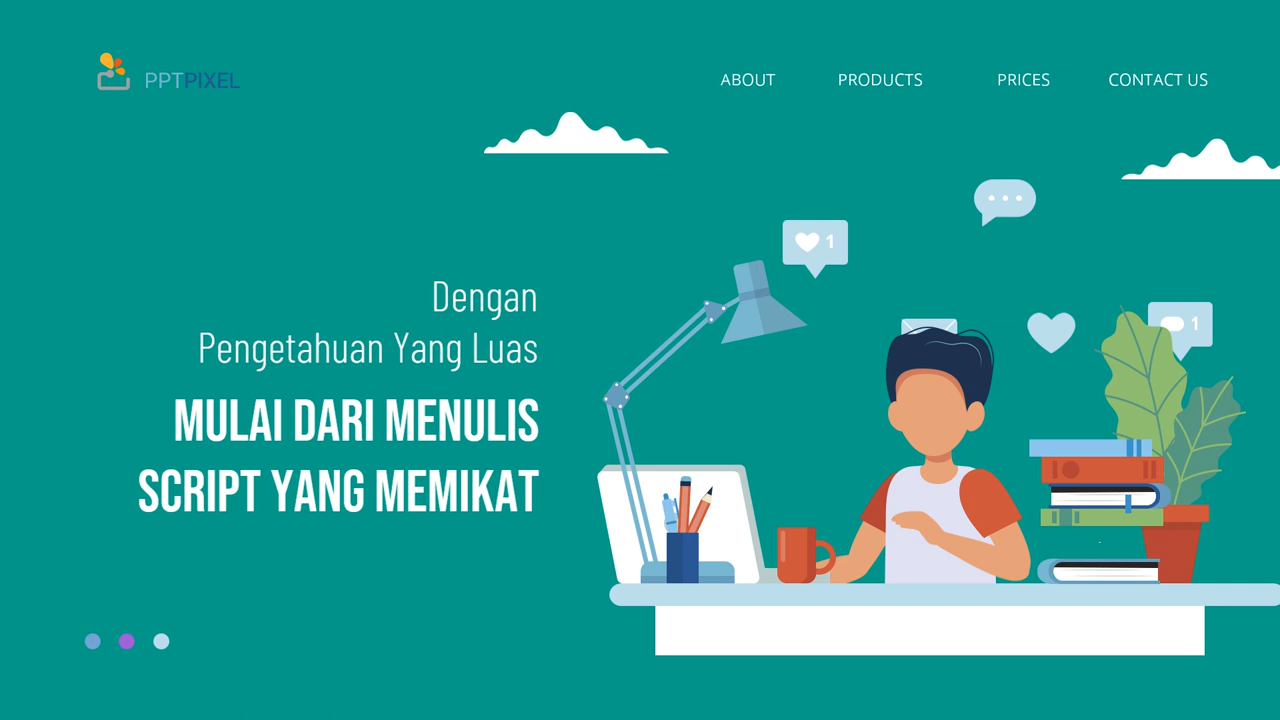 PPTPIXEL
ABOUT PRODUCTS PRICES CONTACT US
1
1
Dengan
Pengetahuan Yang Luas
MULAI DARI MENULIS
SCRIPT YANG MEMIKAT